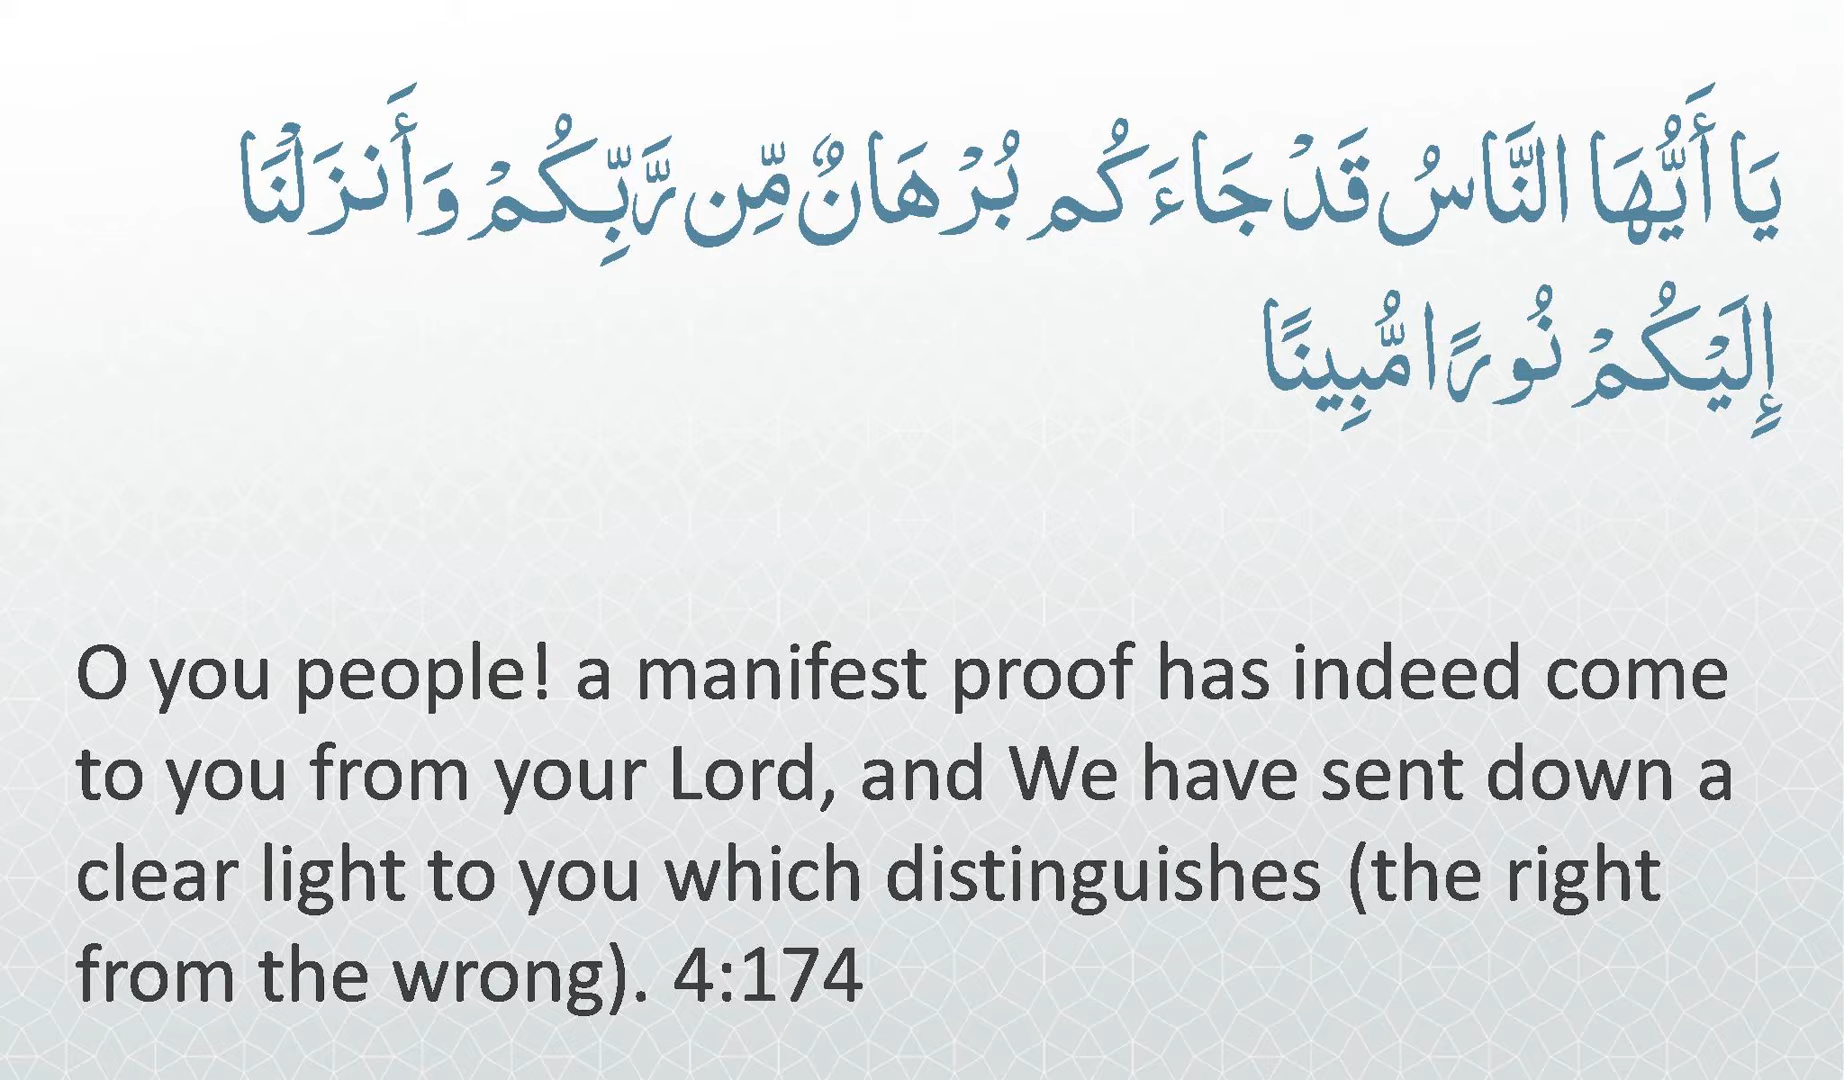 يَا أَيُّهَا النَّاسُ قَدْ جَاءَكُم بُرْهَانٌ مِّن رَّبِّكُمْ وَأَنزَلْنَا
إِلَيْكُمْ نُورًا مُّبِينًا
O you people! a manifest proof has indeed come
to you from your Lord, and We have sent down a
clear light to you which distinguishes (the right
from the wrong). 4:174